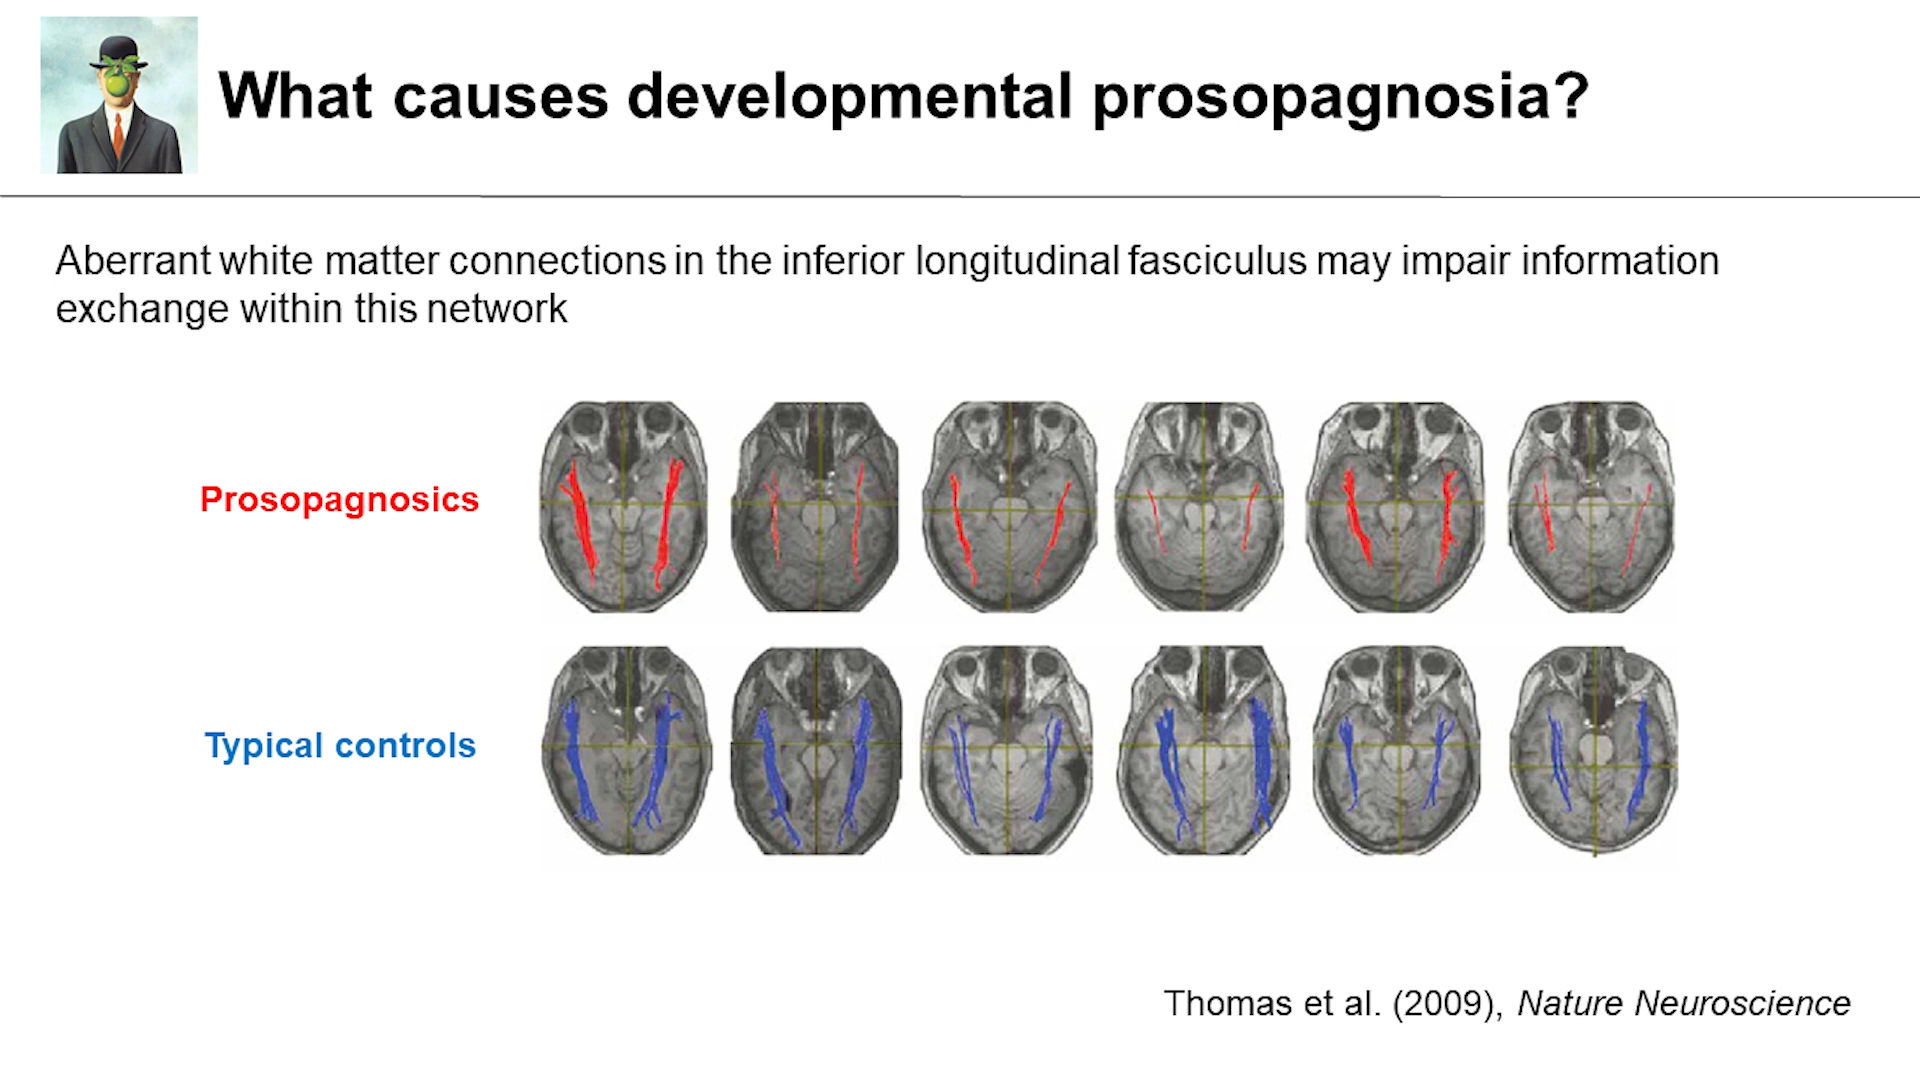 What causes developmental prosopagnosia?
Aberrant white matter connections in the inferior longitudinal fasciculus may impair information
exchange within this network
Prosopagnosics
Typical controls
Thomas et al. (2009), Nature Neuroscience